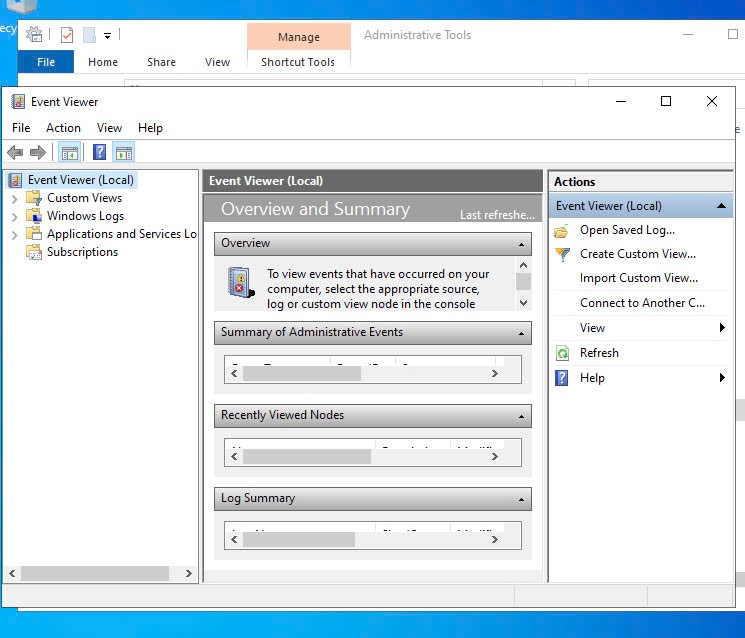 ecy
Manage
Administrative Tools
File
Home
Share
View
Shortcut Tools
Event Viewer
File
Action
View
Help
Event Viewer (Local)
Custom Views
Windows Logs
Applications and Services Lo
Subscriptions
Event Viewer (Local)
Overview and Summary
Last refreshe...
Overview
To view events that have occurred on your
computer, select the appropriate source,
log or custom view node in the console
Summary of Administrative Events
Recently Viewed Nodes
Log Summary
Actions
Event Viewer (Local)
Open Saved Log...
Create Custom View...
Import Custom View...
Connect to Another C...
View
Refresh
Help